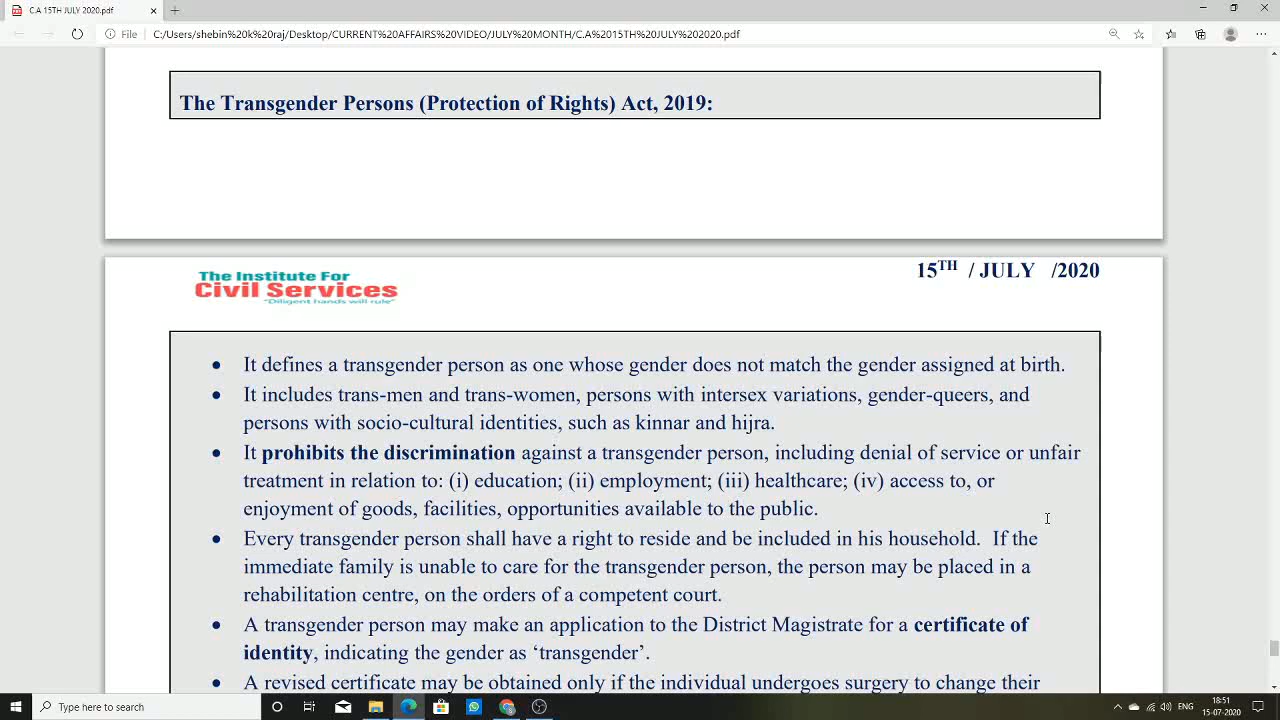 C.A 15TH JULY 2020.pdf
File
C:/Users/shebin%20k%20raj/Desktop/CURRENT%20AFFAIRS%20VIDEO/JULY%20MONTH/C.A%2015TH%20JULY%202020.pdf
The Transgender Persons (Protection of Rights) Act, 2019:
The Institute For
Civil Services
"Diligent hands will rule"
15TH / JULY /2020
• It defines a transgender person as one whose gender does not match the gender assigned at birth.
• It includes trans-men and trans-women, persons with intersex variations, gender-queers, and
persons with socio-cultural identities, such as kinnar and hijra.
• It prohibits the discrimination against a transgender person, including denial of service or unfair
treatment in relation to: (i) education; (ii) employment; (iii) healthcare; (iv) access to, or
enjoyment of goods, facilities, opportunities available to the public.
• Every transgender person shall have a right to reside and be included in his household. If the
immediate family is unable to care for the transgender person, the person may be placed in a
rehabilitation centre, on the orders of a competent court.
• A transgender person may make an application to the District Magistrate for a certificate of
identity, indicating the gender as ‘transgender’.
• A revised certificate may be obtained only if the individual undergoes surgery to change their
Type here to search
18:51
15-07-2020